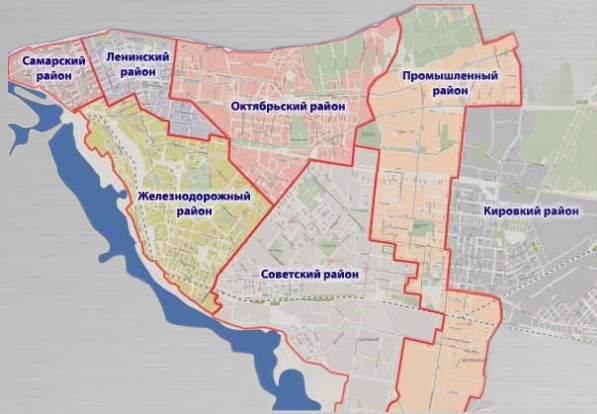 Самарский
район
Ленинский
район
Октябрьский район
Промышленный
район
Железнодорожный
район
Кировкий район
Советский район